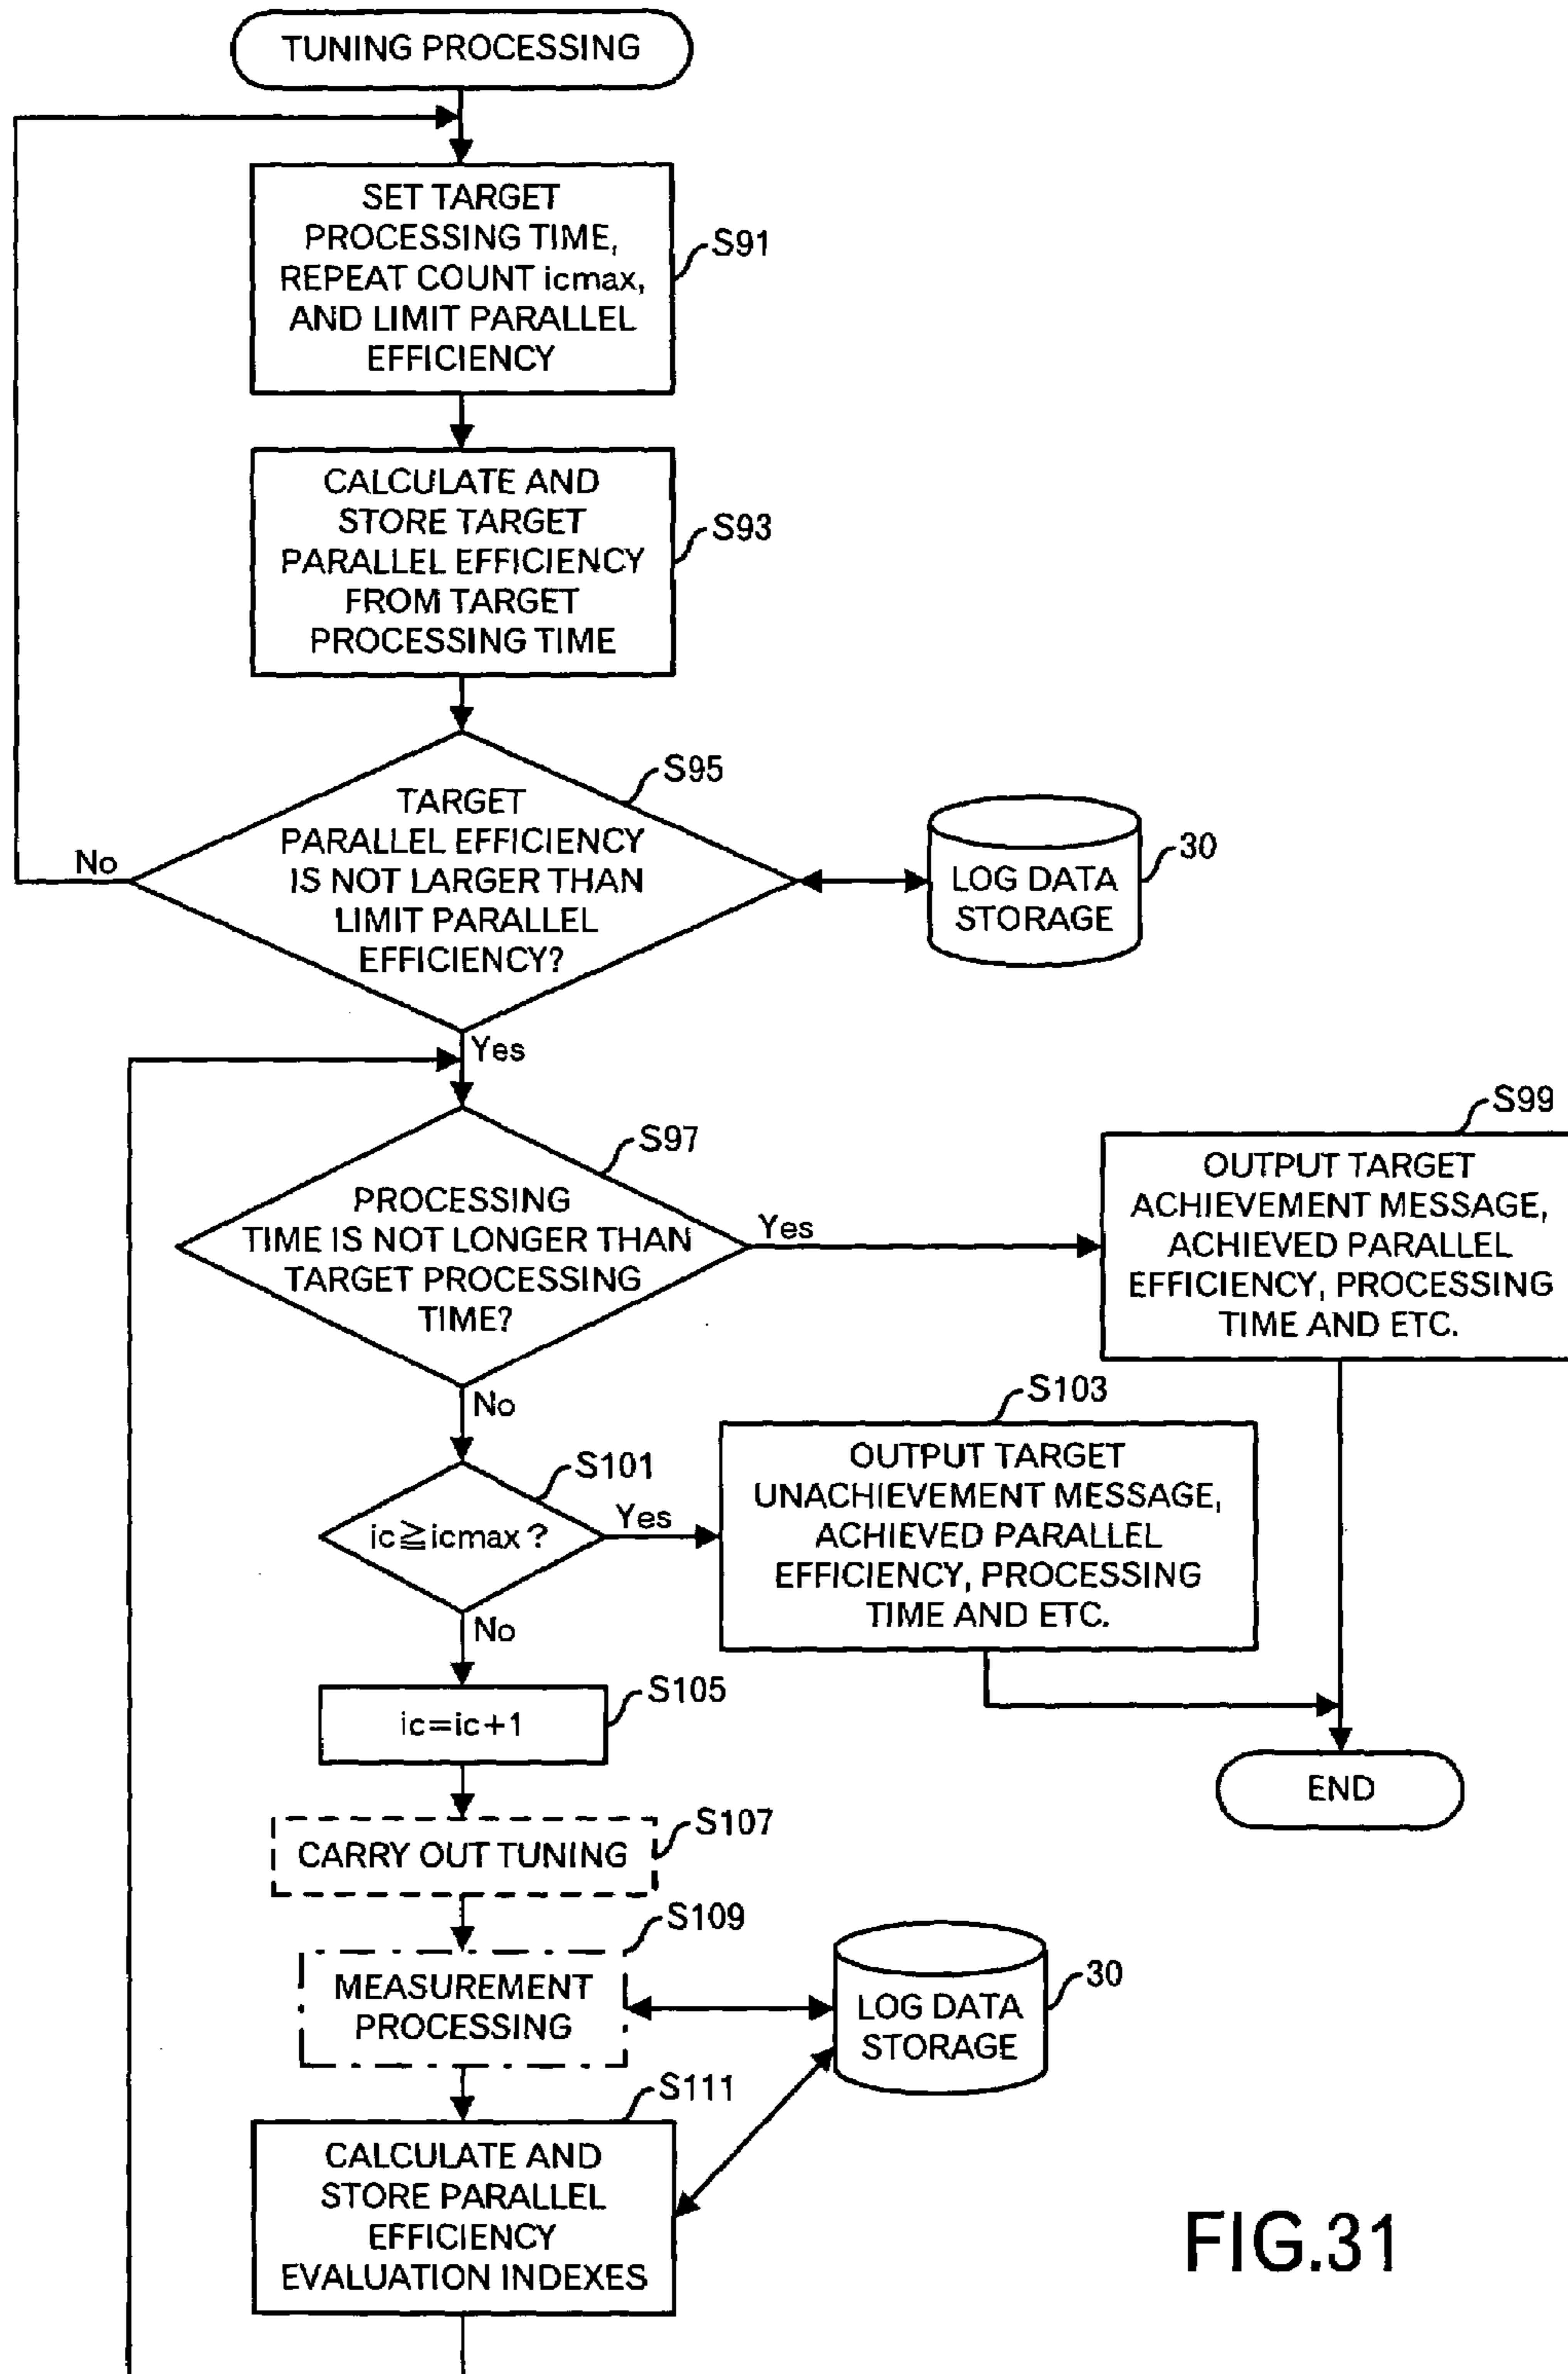 TUNING PROCESSING
SET TARGET
PROCESSING TIME,
REPEAT COUNT icmax,
AND LIMIT PARALLEL
EFFICIENCY
S91
CALCULATE AND
STORE TARGET
PARALLEL EFFICIENCY
FROM TARGET
PROCESSING TIME
S93
S95
TARGET
PARALLEL EFFICIENCY
IS NOT LARGER THAN
LIMIT PARALLEL
EFFICIENCY?
No
Yes
30
LOG DATA
STORAGE
S97
PROCESSING
TIME IS NOT LONGER THAN
TARGET PROCESSING
TIME?
Yes
No
S99
OUTPUT TARGET
ACHIEVEMENT MESSAGE,
ACHIEVED PARALLEL
EFFICIENCY, PROCESSING
TIME AND ETC.
S101
ic≧icmax?
Yes
No
S103
OUTPUT TARGET
UNACHIEVEMENT MESSAGE,
ACHIEVED PARALLEL
EFFICIENCY, PROCESSING
TIME AND ETC.
S105
ic=ic+1
END
S107
CARRY OUT TUNING
S109
MEASUREMENT
PROCESSING
30
LOG DATA
STORAGE
S111
CALCULATE AND
STORE PARALLEL
EFFICIENCY
EVALUATION INDEXES
FIG.31